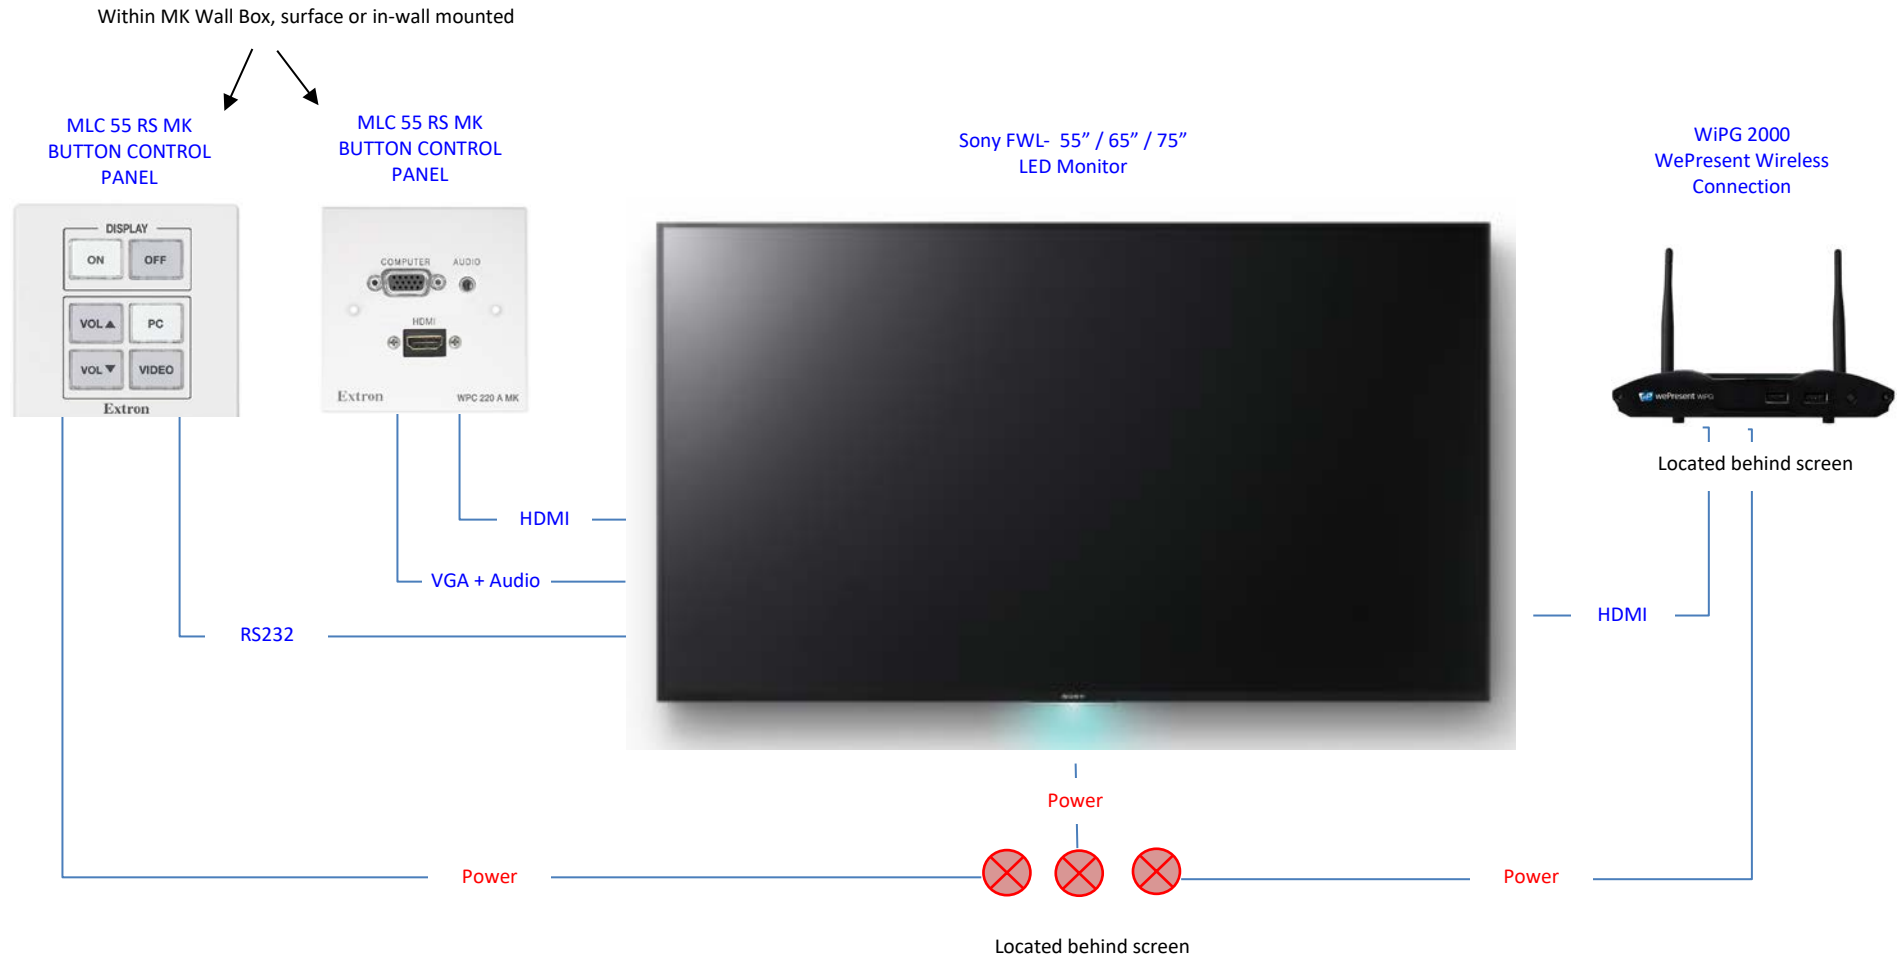 Within MK Wall Box, surface or in-wall mounted
MLC 55 RS MK
BUTTON CONTROL
PANEL
MLC 55 RS MK
BUTTON CONTROL
PANEL
Sony FWL- 55” / 65” / 75”
LED Monitor
WiPG 2000
WePresent Wireless
Connection
DISPLAY
ON OFF
VOL▲ PC
VOL▼ VIDEO
Extron
COMPUTER AUDIO
HDMI
Extron WPC 220 A MK
SONY
wePresent WiPG
Located behind screen
HDMI
VGA + Audio
RS232
HDMI
Power
Power
Power
Located behind screen